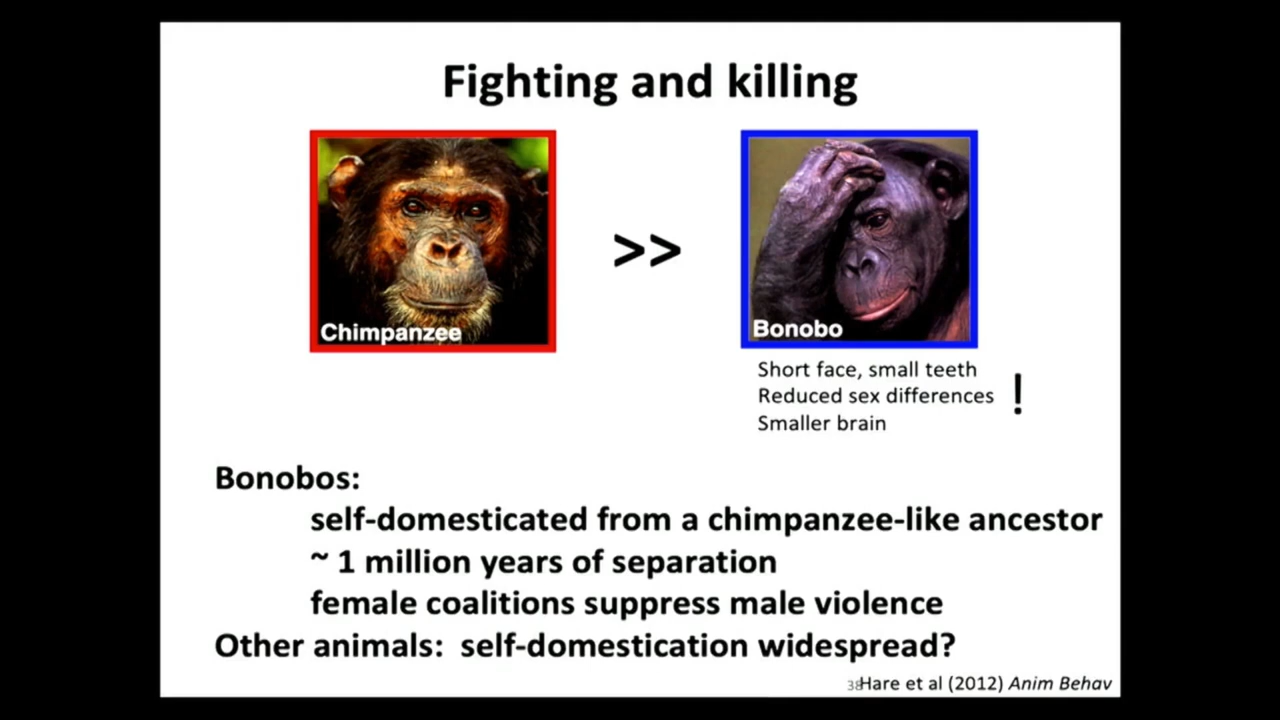 Fighting and killing
Chimpanzee
>>
Bonobo
Short face, small teeth
Reduced sex differences
!
Smaller brain
Bonobos:
self-domesticated from a chimpanzee-like ancestor
~ 1 million years of separation
female coalitions suppress male violence
Other animals: self-domestication widespread?
38
Hare et al (2012) Anim Behav